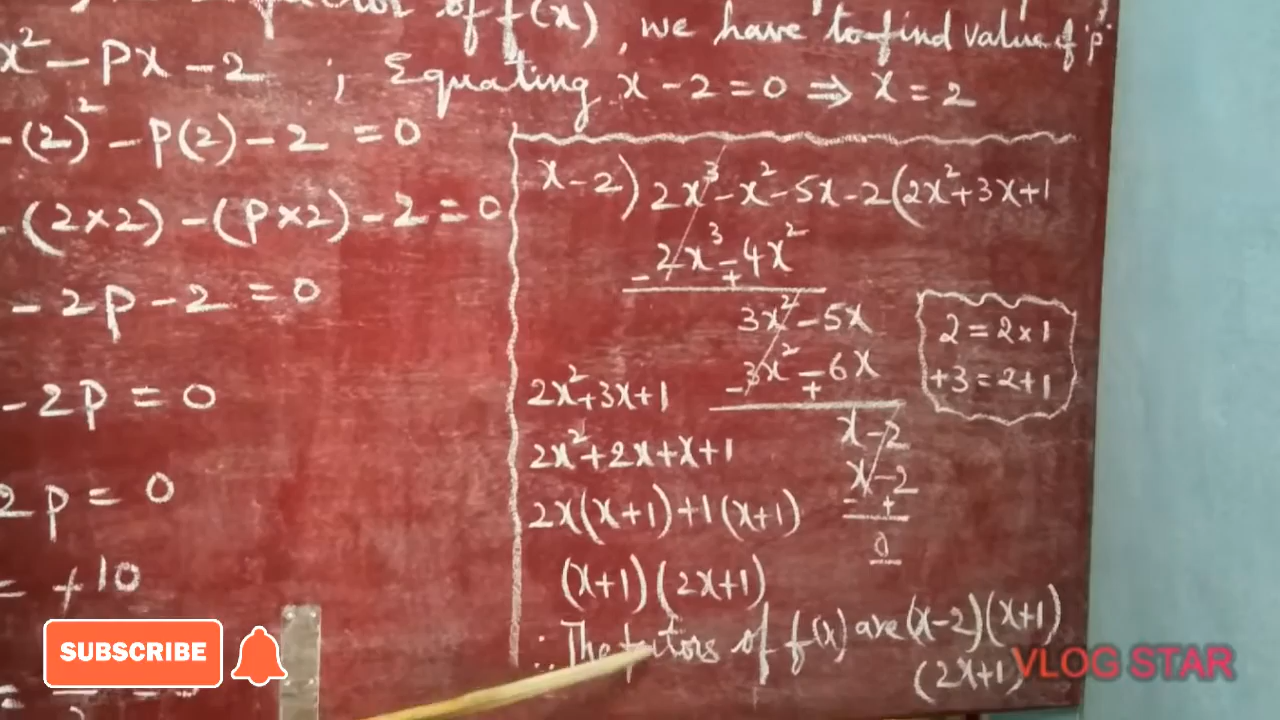 of f(x), we have to find value of 'p'.
x² - px - 2 ; Equating x - 2 = 0 ⇒ x = 2
-(2)² - p(2) - 2 = 0
-(2×2) - (p×2) - 2 = 0
- 2p - 2 = 0
- 2p = 0
2p = 0
= +10
x-2) 2x³ - x² - 5x - 2 (2x² + 3x + 1
2x³ - 4x²
- +
3x² - 5x
3x² - 6x
- +
x - 2
x - 2
- +
0
2 = 2×1
+3 = 2+1
2x² + 3x + 1
2x² + 2x + x + 1
2x(x+1) + 1(x+1)
(x+1)(2x+1)
∴ The factors of f(x) are (x-2)(x+1)
(2x+1)
SUBSCRIBE
VLOG STAR